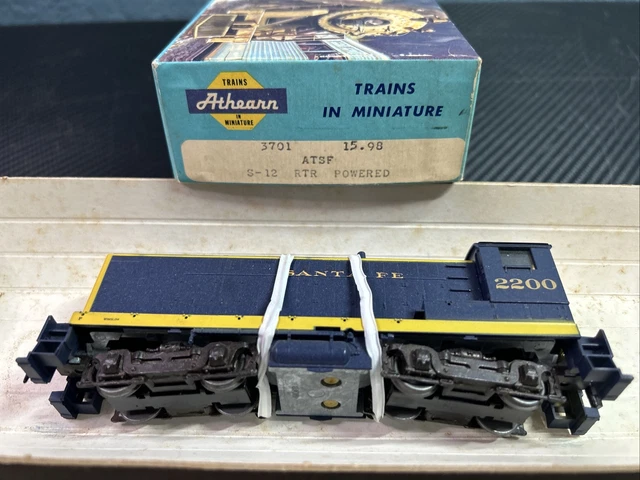 TRAINS
Athearn
IN
MINIATURE
TRAINS
IN MINIATURE
3701 15.98
ATSF
S-12 RTR POWERED
SANTA FE
2200